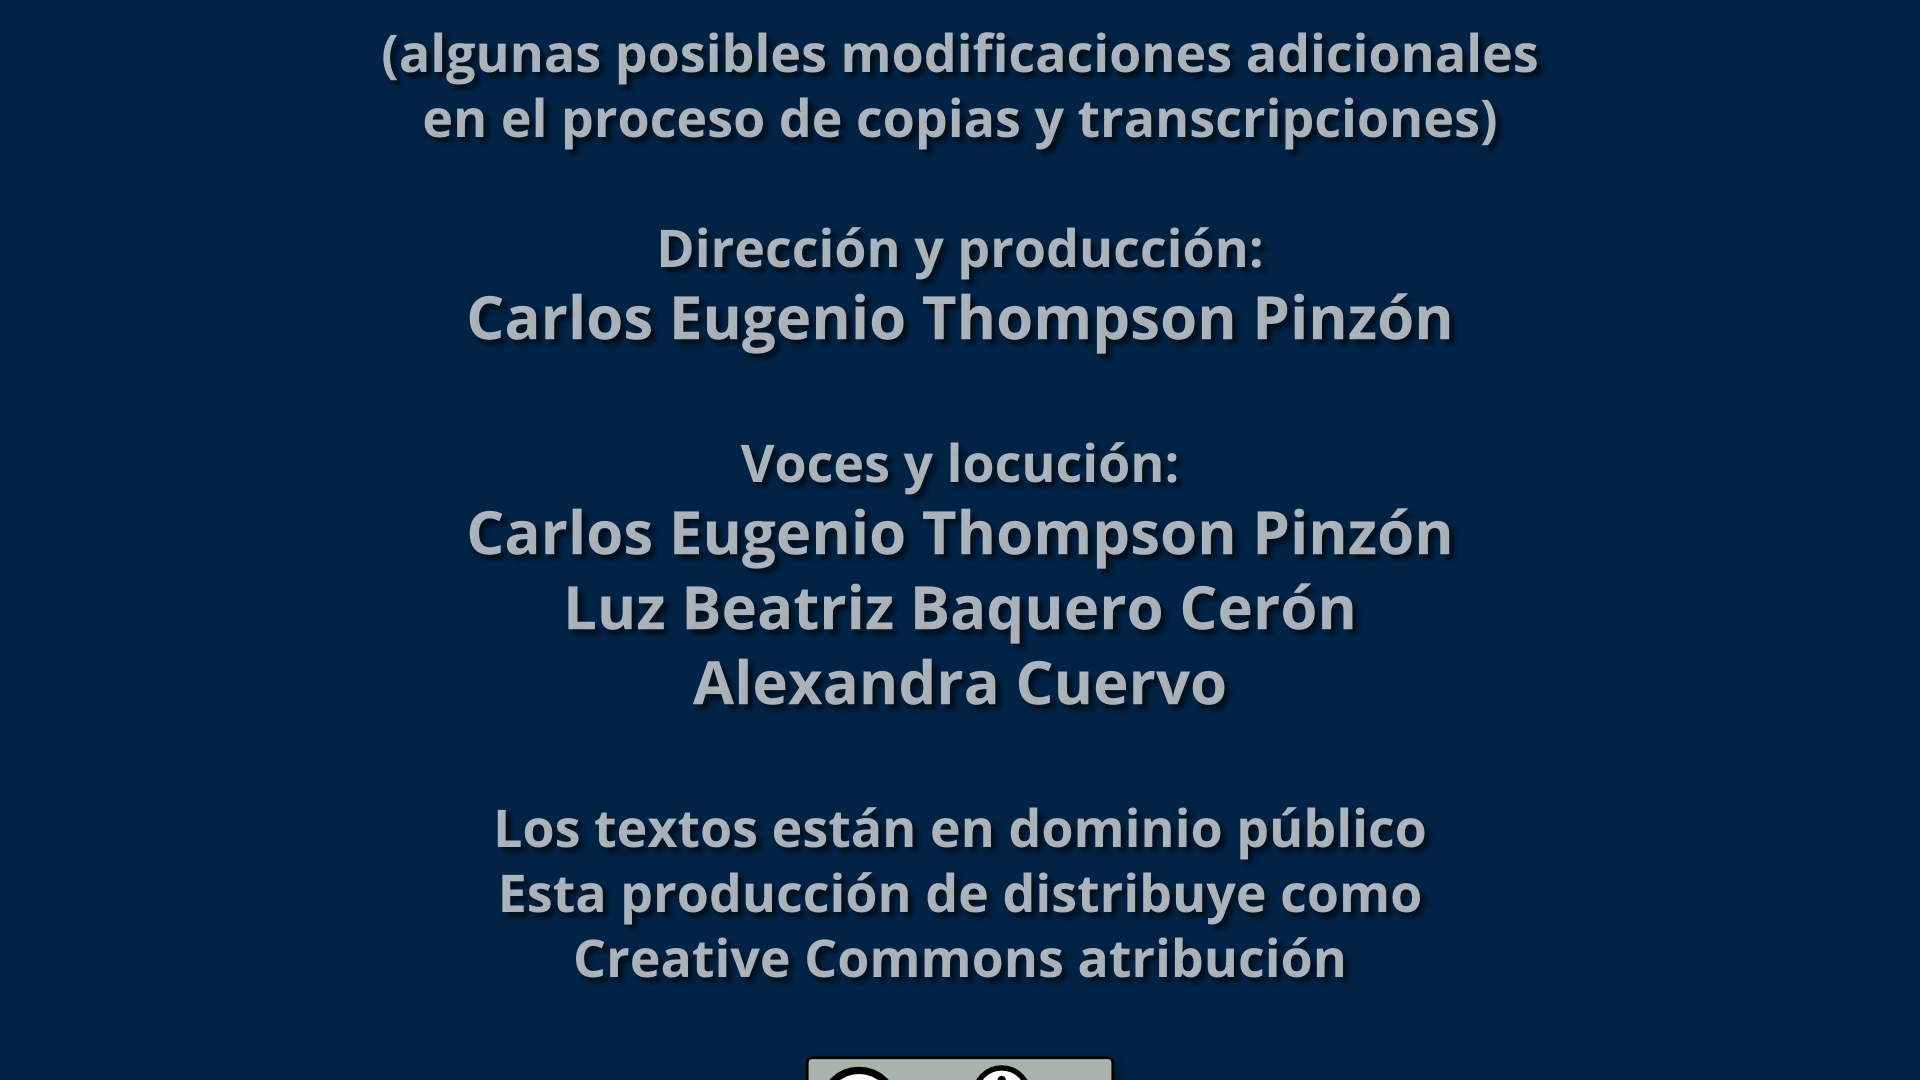 (algunas posibles modificaciones adicionales
en el proceso de copias y transcripciones)
Dirección y producción:
Carlos Eugenio Thompson Pinzón
Voces y locución:
Carlos Eugenio Thompson Pinzón
Luz Beatriz Baquero Cerón
Alexandra Cuervo
Los textos están en dominio público
Esta producción de distribuye como
Creative Commons atribución